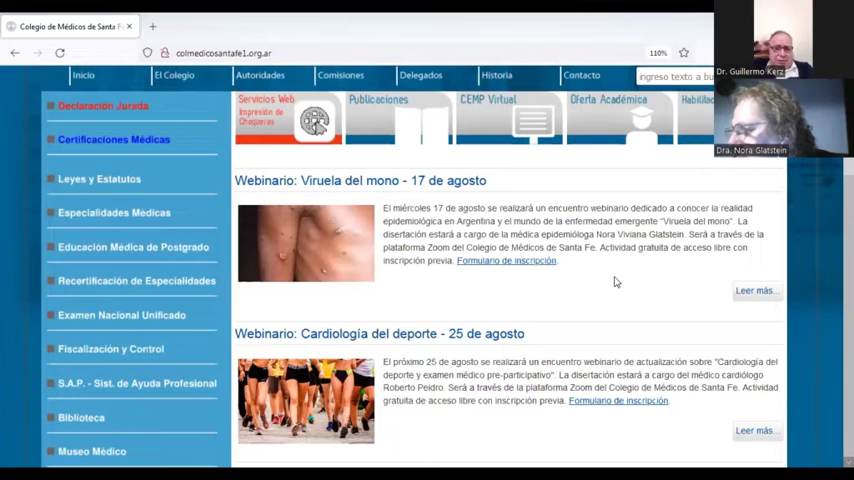 Colegio de Médicos de Santa Fe
colmedicosantafe1.org.ar
110%
Dr. Guillermo Kerz
Inicio
El Colegio
Autoridades
Comisiones
Delegados
Historia
Contacto
ingreso texto a bu
Declaración Jurada
Certificaciones Médicas
Leyes y Estatutos
Especialidades Médicas
Educación Médica de Postgrado
Recertificación de Especialidades
Examen Nacional Unificado
Fiscalización y Control
S.A.P. - Sist. de Ayuda Profesional
Biblioteca
Museo Médico
Servicios Web
Impresión de
Chequeras
Publicaciones
CEMP Virtual
Oferta Académica
Habilitac
Dra. Nora Glatstein
Webinario: Viruela del mono - 17 de agosto
El miércoles 17 de agosto se realizará un encuentro webinario dedicado a conocer la realidad
epidemiológica en Argentina y el mundo de la enfermedad emergente "Viruela del mono". La
disertación estará a cargo de la médica epidemióloga Nora Viviana Glatstein. Será a través de la
plataforma Zoom del Colegio de Médicos de Santa Fe. Actividad gratuita de acceso libre con
inscripción previa. Formulario de inscripción.
Leer más...
Webinario: Cardiología del deporte - 25 de agosto
El próximo 25 de agosto se realizará un encuentro webinario de actualización sobre "Cardiología del
deporte y examen médico pre-participativo". La disertación estará a cargo del médico cardiólogo
Roberto Peidro. Será a través de la plataforma Zoom del Colegio de Médicos de Santa Fe. Actividad
gratuita de acceso libre con inscripción previa. Formulario de inscripción.
Leer más...